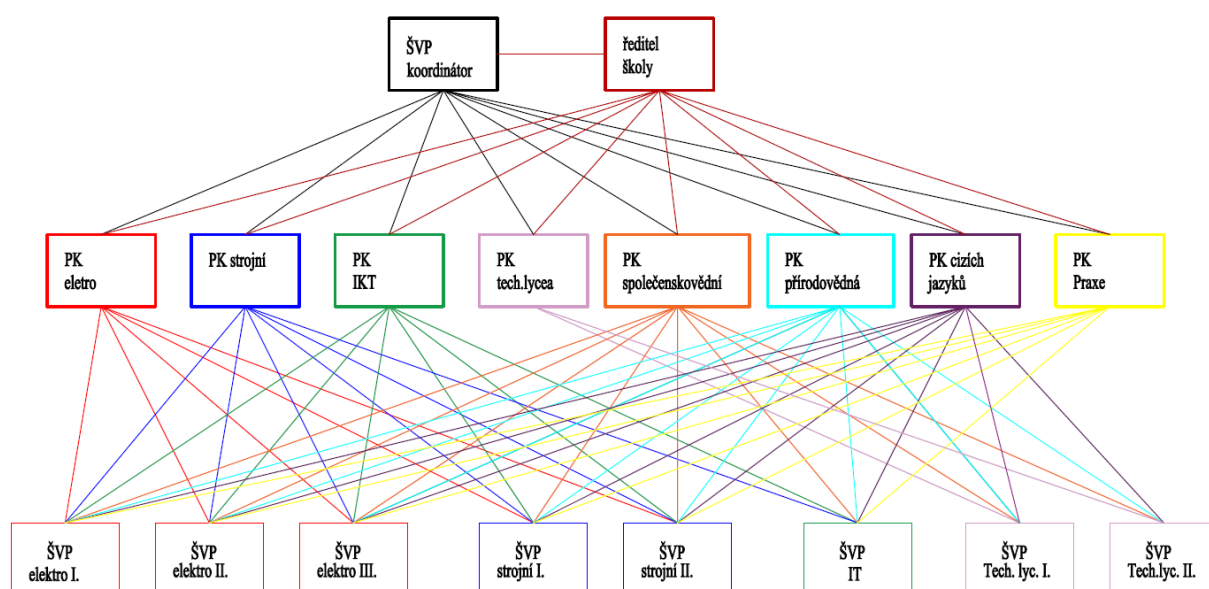 ŠVP
koordinátor
ředitel
školy
PK
eletro
PK strojní
PK
IKT
PK
tech.lycea
PK
společenskovědní
PK
přírodovědná
PK cizích
jazyků
PK
Praxe
ŠVP
elektro I.
ŠVP
elektro II.
ŠVP
elektro III.
ŠVP
strojní I.
ŠVP
strojní II.
ŠVP
IT
ŠVP
Tech. lyc. I.
ŠVP
Tech.lyc. II.